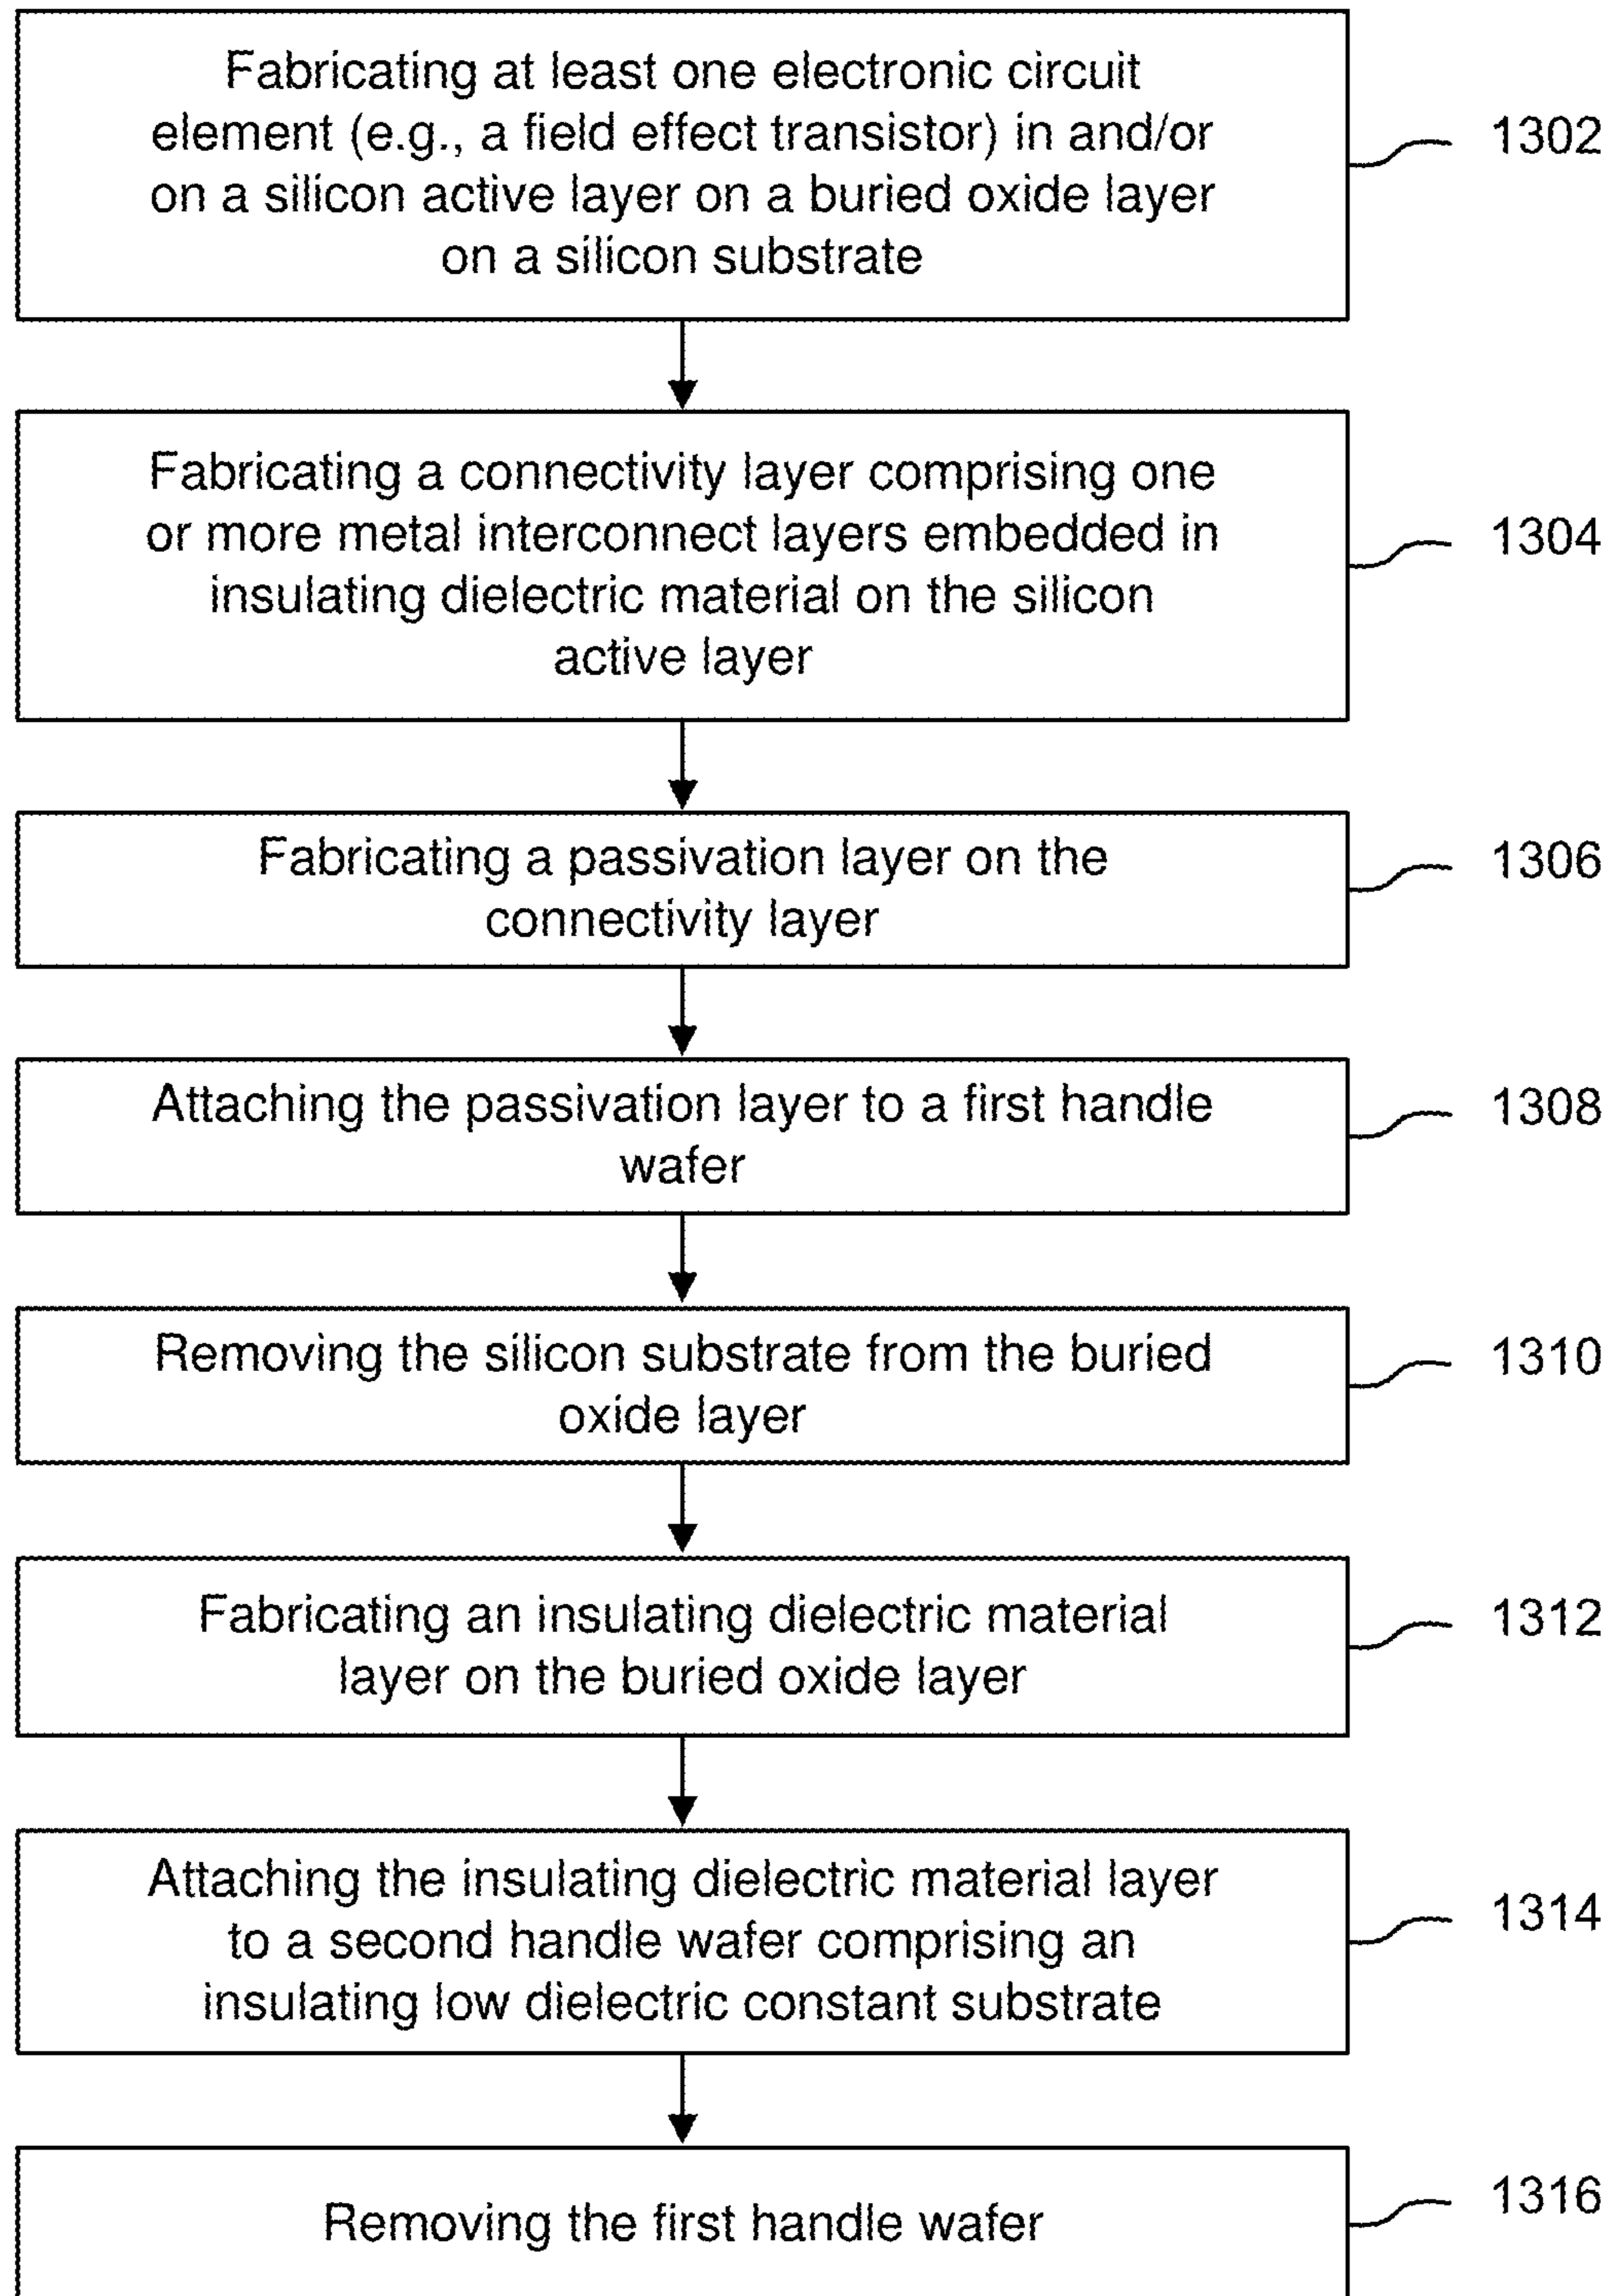 Fabricating at least one electronic circuit
element (e.g., a field effect transistor) in and/or
on a silicon active layer on a buried oxide layer
on a silicon substrate
1302
Fabricating a connectivity layer comprising one
or more metal interconnect layers embedded in
insulating dielectric material on the silicon
active layer
1304
Fabricating a passivation layer on the
connectivity layer
1306
Attaching the passivation layer to a first handle
wafer
1308
Removing the silicon substrate from the buried
oxide layer
1310
Fabricating an insulating dielectric material
layer on the buried oxide layer
1312
Attaching the insulating dielectric material layer
to a second handle wafer comprising an
insulating low dielectric constant substrate
1314
Removing the first handle wafer
1316